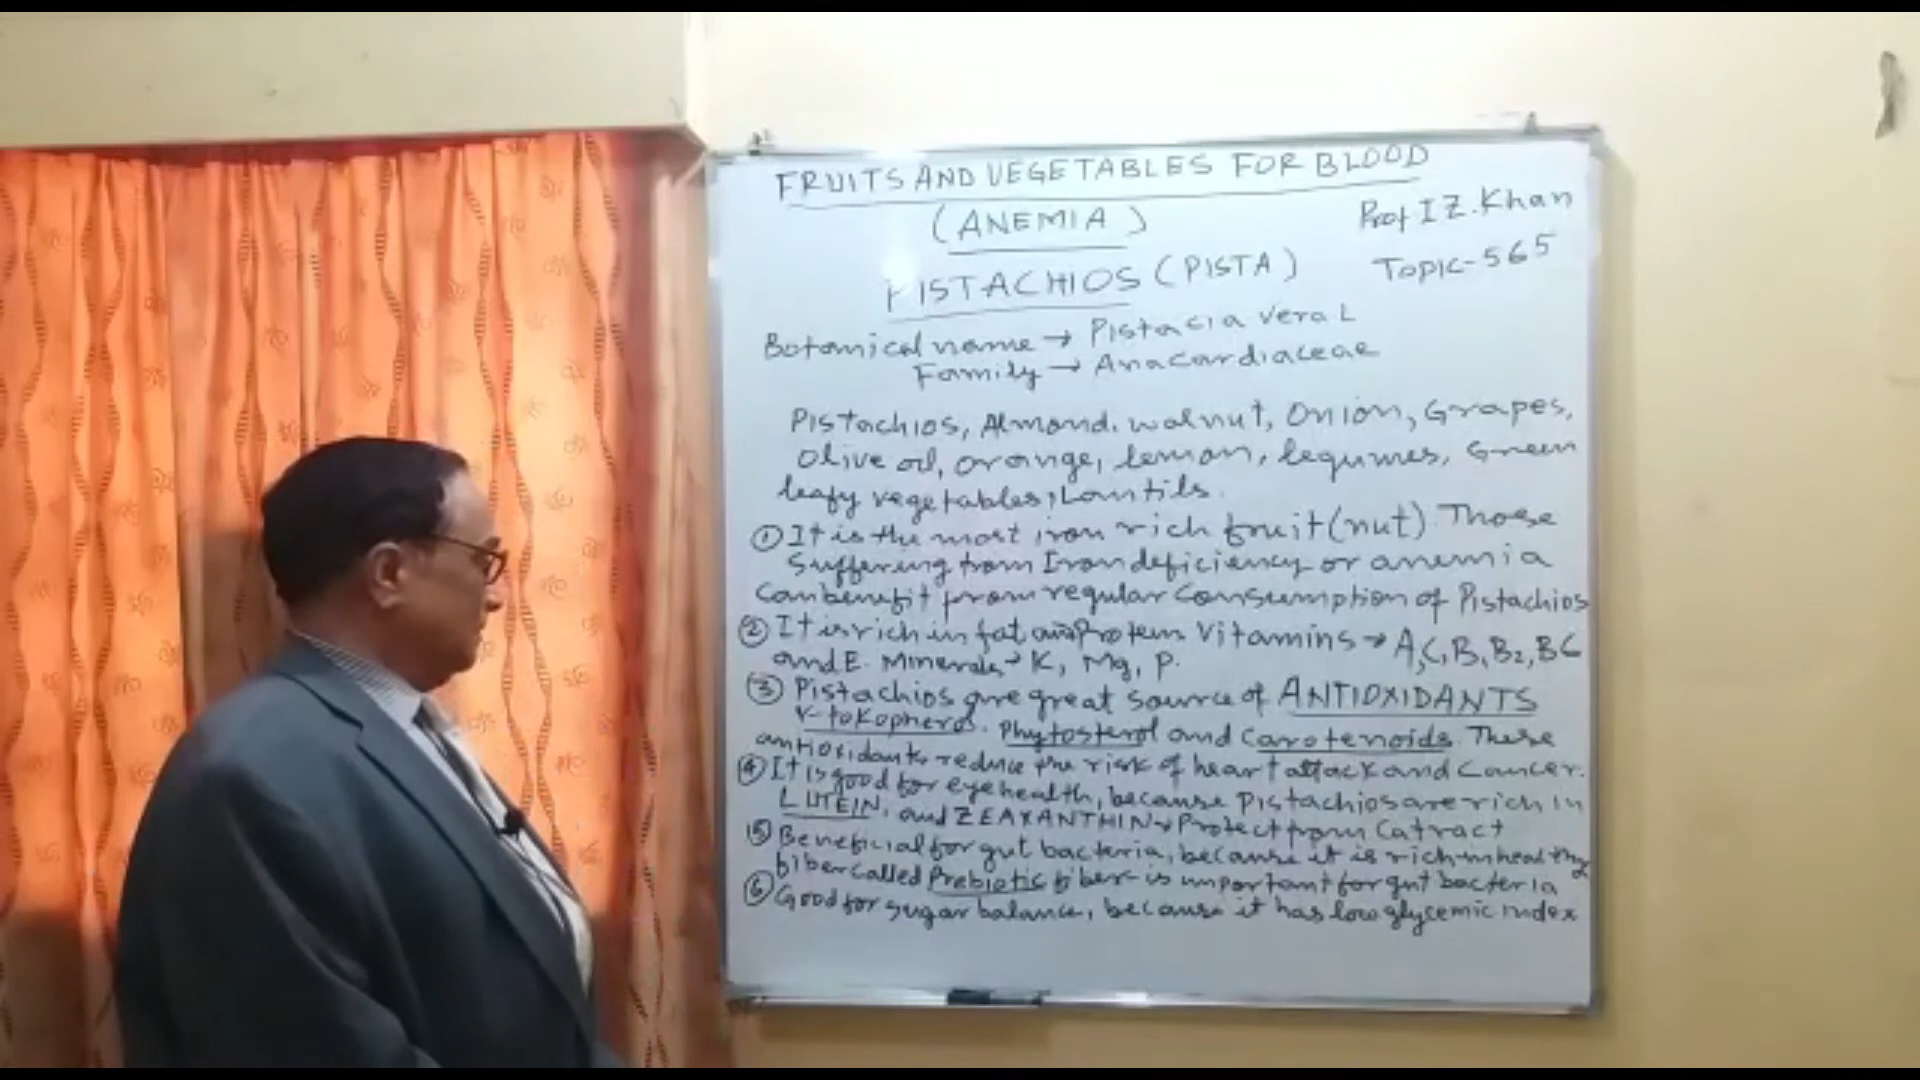 FRUITS AND VEGETABLES FOR BLOOD
(ANEMIA)
Prof I Z. Khan
Topic-565
PISTACHIOS (PISTA)
Botanical name → Pistacia vera L
Family → Anacardiaceae
Pistachios, Almond, walnut, Onion, Grapes,
Olive oil, orange, lemon, legumes, Green
leafy vegetables, Lantils.
① It is the most iron rich fruit (nut). Those
Suffering from Iron deficiency or anemia
Can benefit from regular Consumption of Pistachios
② It is rich in fat, and Protein Vitamins → A, C, B, B2, B6
and E. Minerals → K, Mg, P.
③ Pistachios are great source of ANTIOXIDANTS
γ-tokopherol. Phytosterol and Carotenoids. These
antioxidants reduce the risk of heart attack and Cancer.
④ It is good for eye health, because Pistachios are rich in
LUTEIN, and ZEAXANTHIN → Protect from Catract
⑤ Beneficial for gut bacteria, because it is rich in healthy
fiber called Prebiotic fiber is important for gut bacteria
⑥ Good for sugar balance, because it has low glycemic index